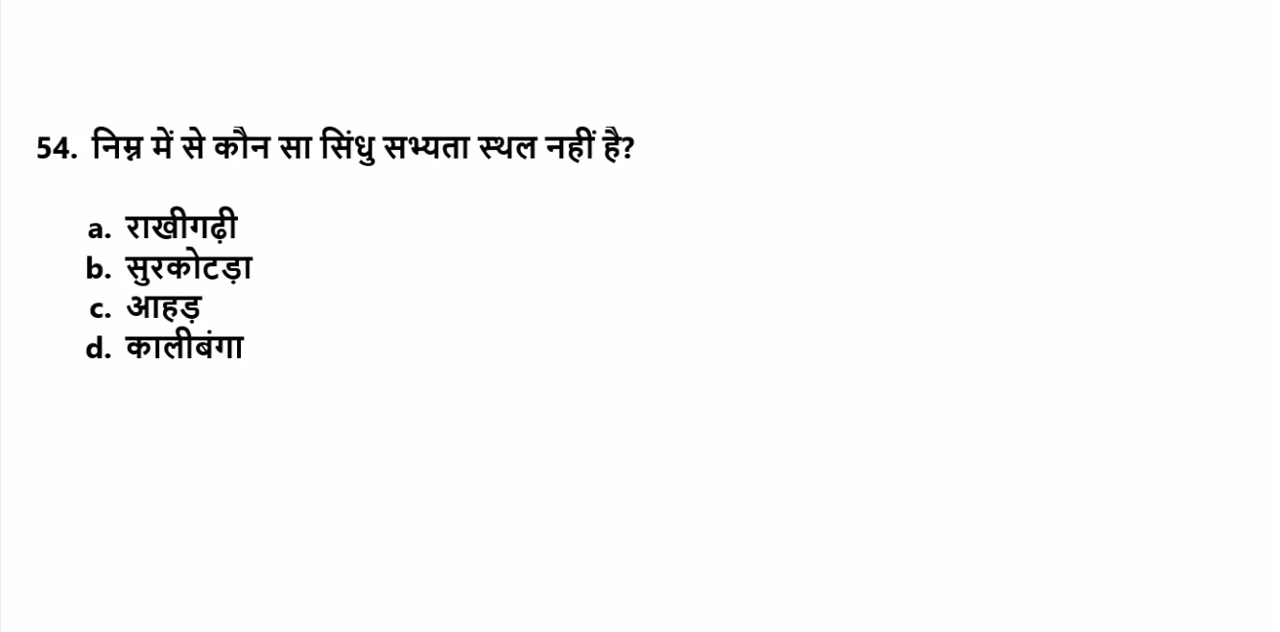 54. निम्न में से कौन सा सिंधु सभ्यता स्थल नहीं है?
a. राखीगढ़ी
b. सुरकोटड़ा
c. आहड़
d. कालीबंगा